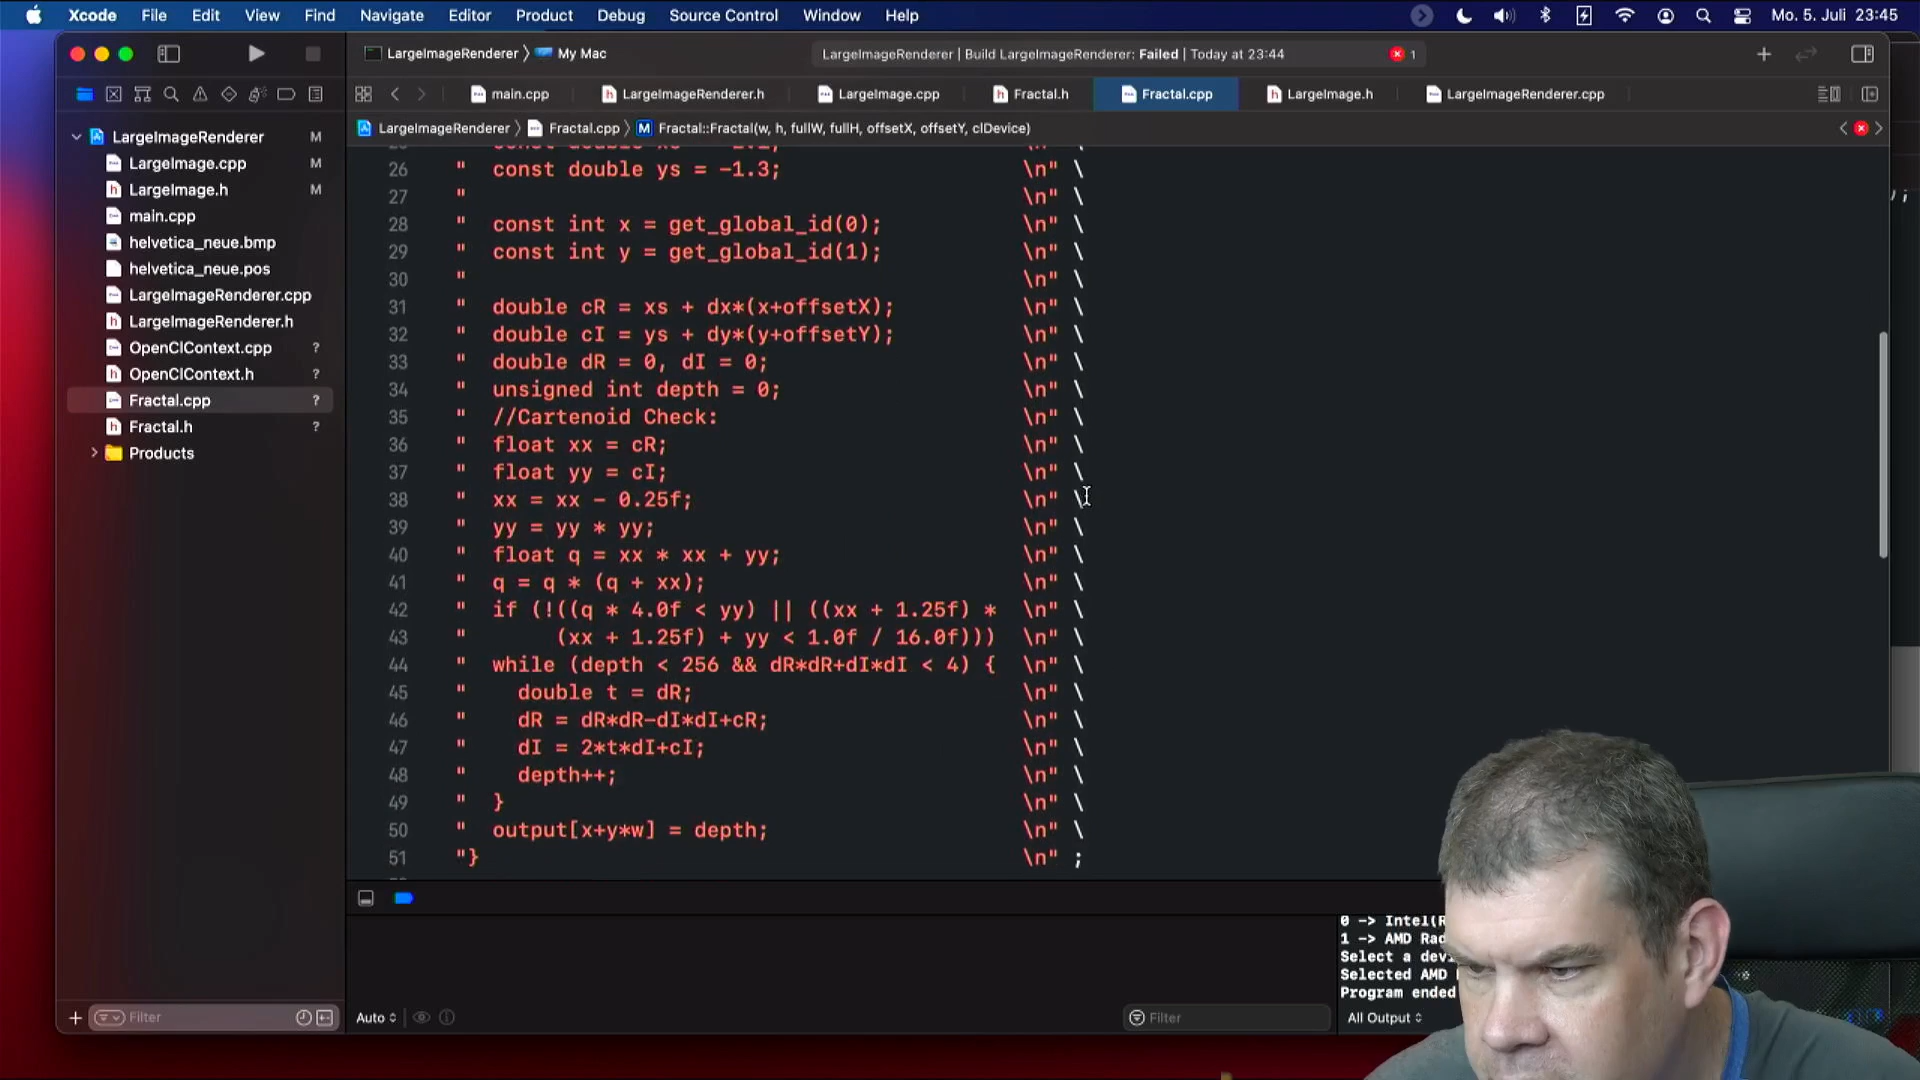 Xcode File Edit View Find Navigate Editor Product Debug Source Control Window Help Mo. 5. Juli 23:45
LargeImageRenderer 〉 My Mac LargeImageRenderer | Build LargeImageRenderer: Failed | Today at 23:44 1
main.cpp LargeImageRenderer.h LargeImage.cpp Fractal.h Fractal.cpp LargeImage.h LargeImageRenderer.cpp
LargeImageRenderer 〉 Fractal.cpp 〉 M Fractal::Fractal(w, h, fullW, fullH, offsetX, offsetY, clDevice)
LargeImageRenderer M
LargeImage.cpp M
LargeImage.h M
main.cpp
helvetica_neue.bmp
helvetica_neue.pos
LargeImageRenderer.cpp
LargeImageRenderer.h
OpenClContext.cpp ?
OpenClContext.h ?
Fractal.cpp ?
Fractal.h ?
Products
26 "  const double ys = -1.3; \n" \
27 " \n" \
28 "  const int x = get_global_id(0); \n" \
29 "  const int y = get_global_id(1); \n" \
30 " \n" \
31 "  double cR = xs + dx*(x+offsetX); \n" \
32 "  double cI = ys + dy*(y+offsetY); \n" \
33 "  double dR = 0, dI = 0; \n" \
34 "  unsigned int depth = 0; \n" \
35 "  //Cartenoid Check: \n" \
36 "  float xx = cR; \n" \
37 "  float yy = cI; \n" \
38 "  xx = xx - 0.25f; \n" \
39 "  yy = yy * yy; \n" \
40 "  float q = xx * xx + yy; \n" \
41 "  q = q * (q + xx); \n" \
42 "  if (!((q * 4.0f < yy) || ((xx + 1.25f) * \n" \
43 "       (xx + 1.25f) + yy < 1.0f / 16.0f))) \n" \
44 "  while (depth < 256 && dR*dR+dI*dI < 4) { \n" \
45 "    double t = dR; \n" \
46 "    dR = dR*dR-dI*dI+cR; \n" \
47 "    dI = 2*t*dI+cI; \n" \
48 "    depth++; \n" \
49 "  } \n" \
50 "  output[x+y*w] = depth; \n" \
51 "} \n" ;
0 -> Intel(R
1 -> AMD Rad
Select a devi
Selected AMD
Program ended
Filter Auto Filter All Output